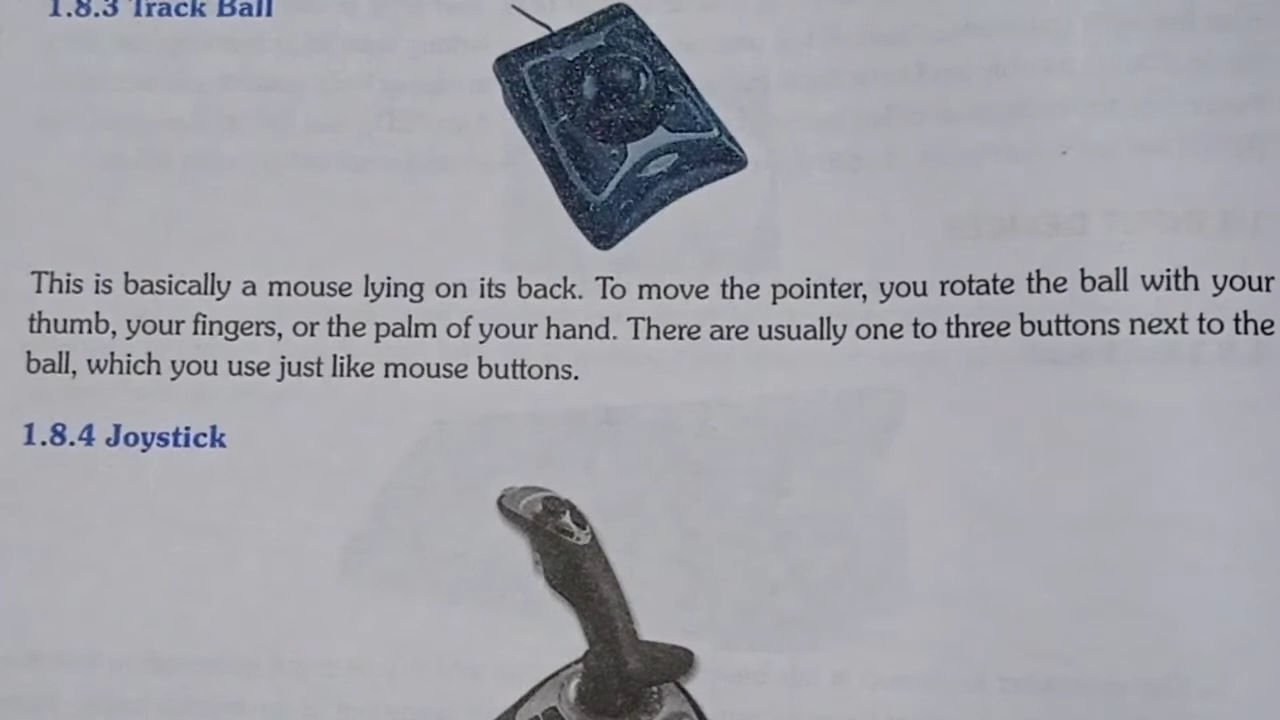 1.8.3 Track Ball
This is basically a mouse lying on its back. To move the pointer, you rotate the ball with your
thumb, your fingers, or the palm of your hand. There are usually one to three buttons next to the
ball, which you use just like mouse buttons.
1.8.4 Joystick